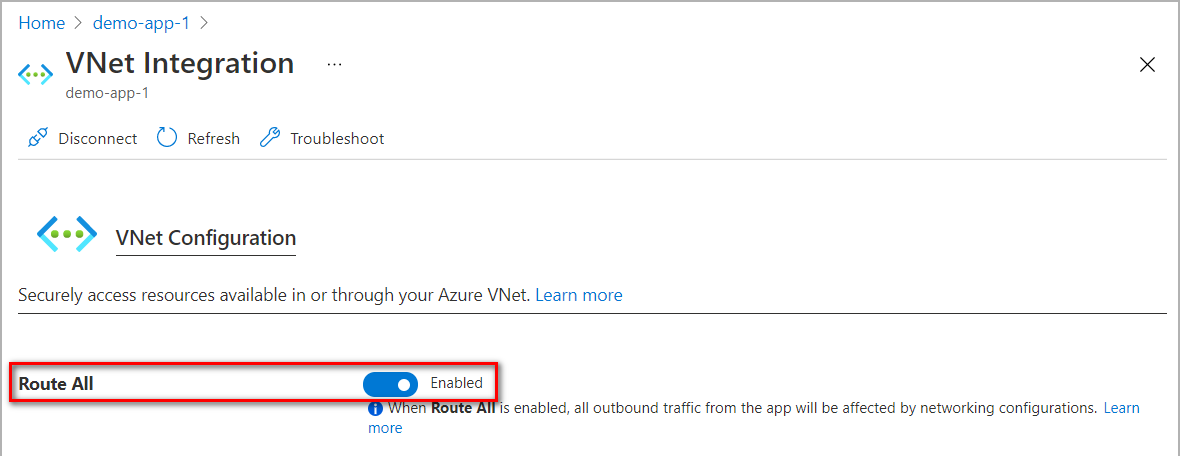 Home > demo-app-1 >
VNet Integration ...
demo-app-1
Disconnect Refresh Troubleshoot
VNet Configuration
Securely access resources available in or through your Azure VNet. Learn more
Route All Enabled
When Route All is enabled, all outbound traffic from the app will be affected by networking configurations. Learn
more